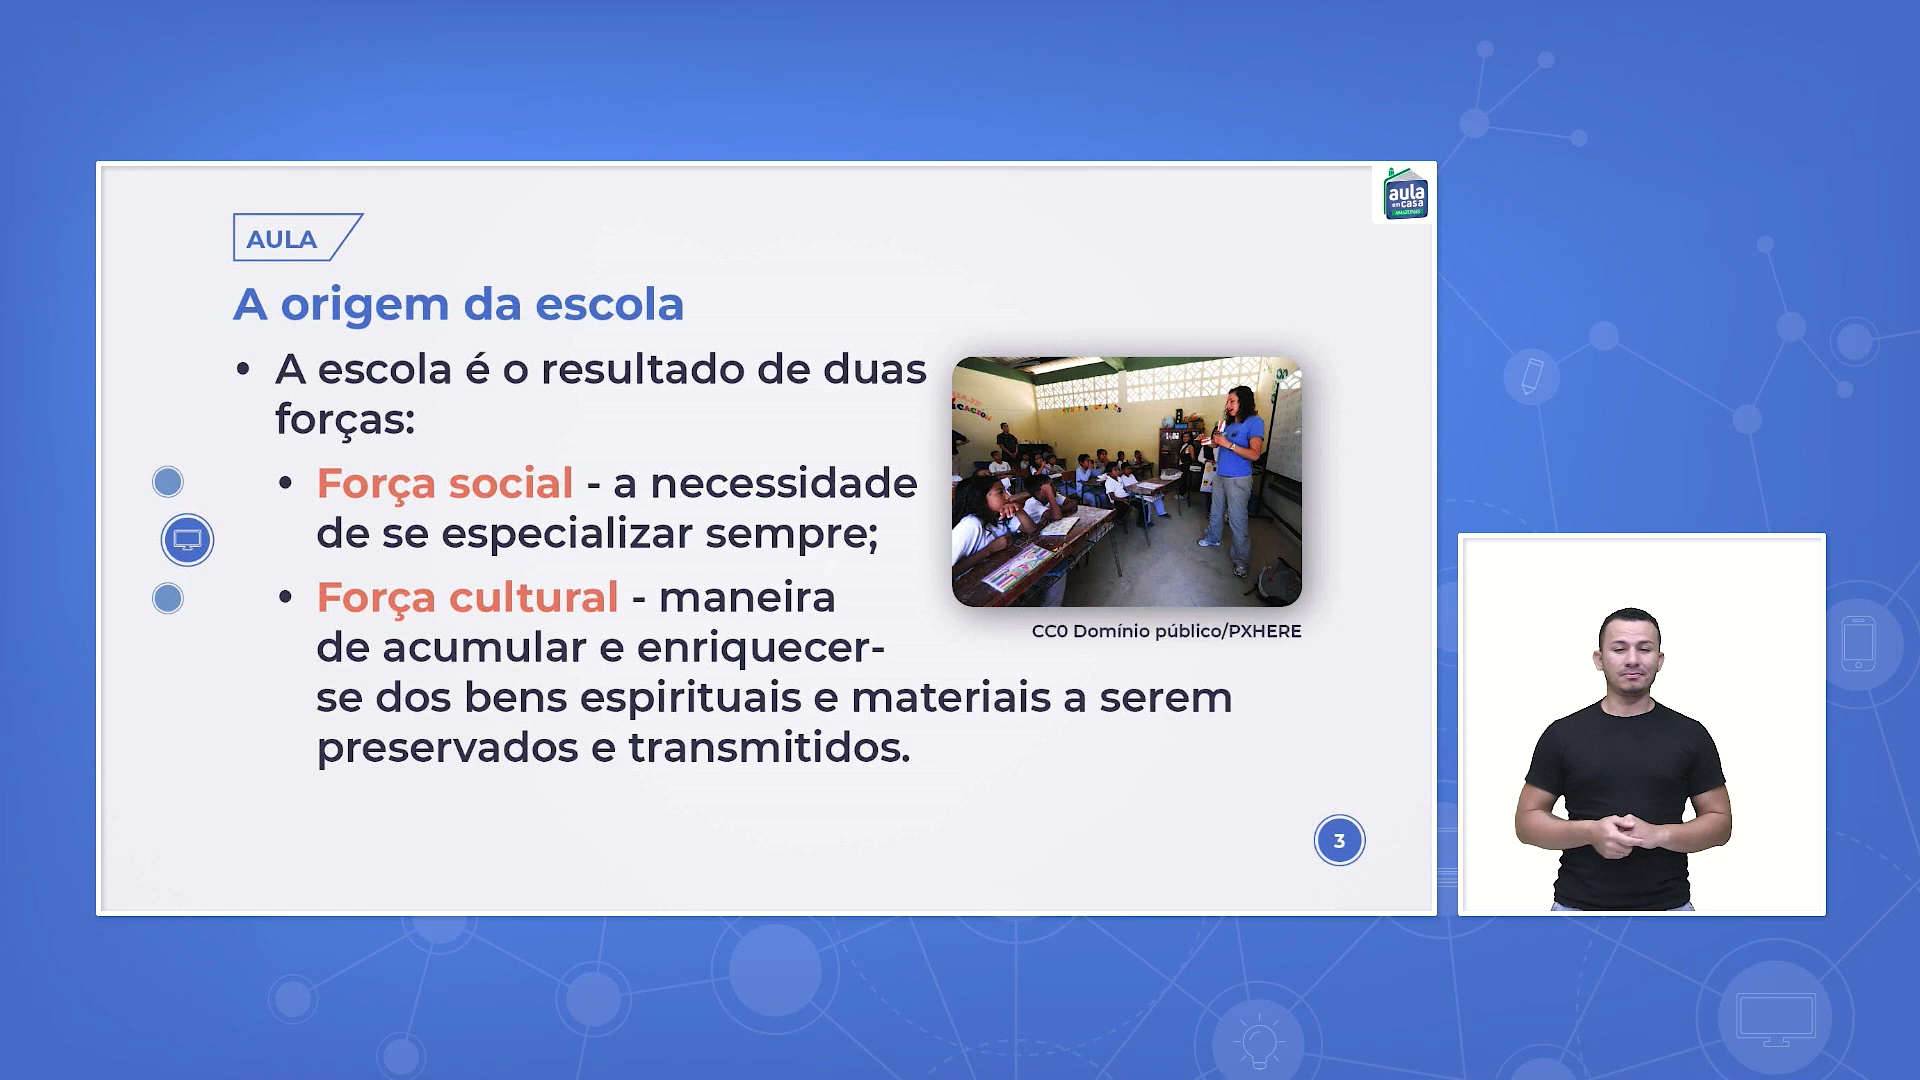 aula
em casa
AMAZONAS
AULA
A origem da escola
• A escola é o resultado de duas
forças:
• Força social - a necessidade
de se especializar sempre;
• Força cultural - maneira
de acumular e enriquecer-
se dos bens espirituais e materiais a serem
preservados e transmitidos.
CC0 Domínio público/PXHERE
3